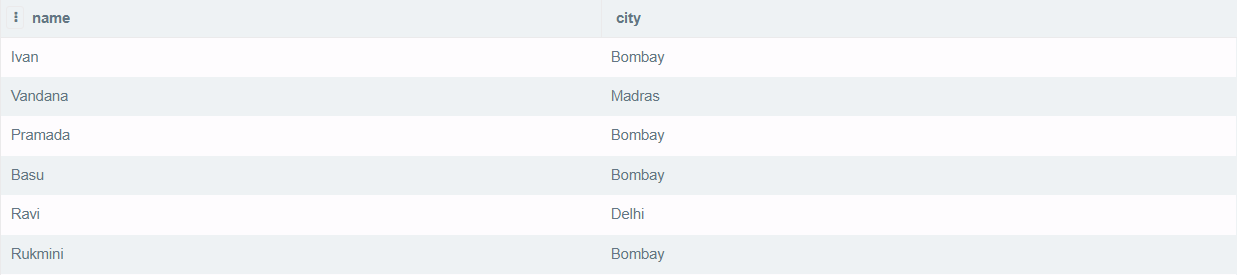 name city
Ivan Bombay
Vandana Madras
Pramada Bombay
Basu Bombay
Ravi Delhi
Rukmini Bombay